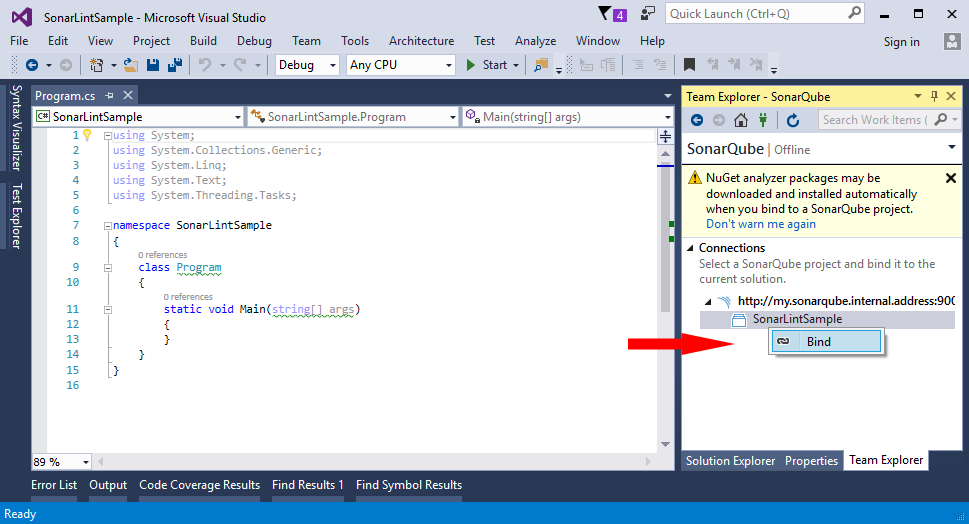 SonarLintSample - Microsoft Visual Studio
4
Quick Launch (Ctrl+Q)
File Edit View Project Build Debug Team Tools Architecture Test Analyze Window Help Sign in
Debug Any CPU Start
Syntax Visualizer
Test Explorer
Program.cs
C# SonarLintSample SonarLintSample.Program Main(string[] args)
1 using System;
2 using System.Collections.Generic;
3 using System.Linq;
4 using System.Text;
5 using System.Threading.Tasks;
6
7 namespace SonarLintSample
8 {
0 references
9 class Program
10 {
0 references
11 static void Main(string[] args)
12 {
13 }
14 }
15 }
16
89 %
Team Explorer - SonarQube
Search Work Items (
SonarQube | Offline
NuGet analyzer packages may be
downloaded and installed automatically
when you bind to a SonarQube project.
Don't warn me again
Connections
Select a SonarQube project and bind it to the
current solution.
http://my.sonarqube.internal.address:900
SonarLintSample
Bind
Solution Explorer Properties Team Explorer
Error List Output Code Coverage Results Find Results 1 Find Symbol Results
Ready